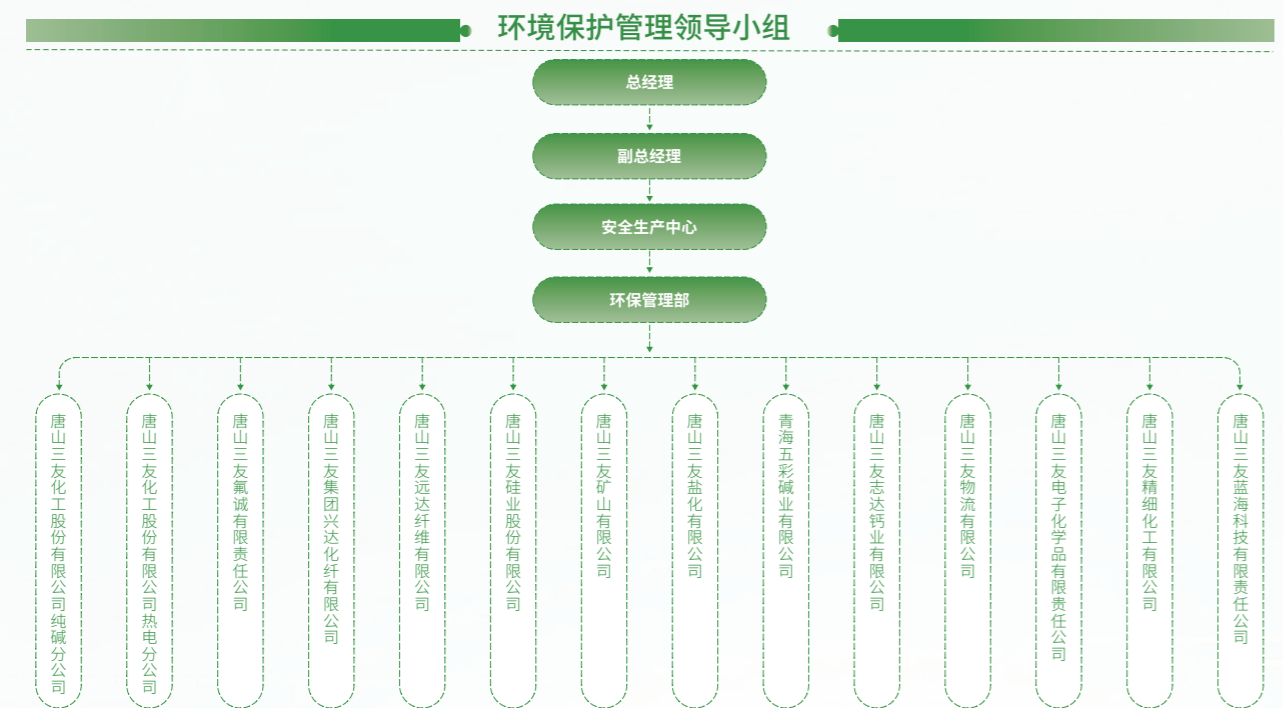 环境保护管理领导小组
总经理
副总经理
安全生产中心
环保管理部
唐山三友化工股份有限公司纯碱分公司
唐山三友化工股份有限公司热电分公司
唐山三友氟诚有限责任公司
唐山三友集团兴达化纤有限公司
唐山三友远达纤维有限公司
唐山三友硅业股份有限公司
唐山三友矿山有限公司
唐山三友盐化有限公司
青海五彩碱业有限公司
唐山三友志达钙业有限公司
唐山三友物流有限公司
唐山三友电子化学品有限责任公司
唐山三友精细化工有限公司
唐山三友蓝海科技有限责任公司